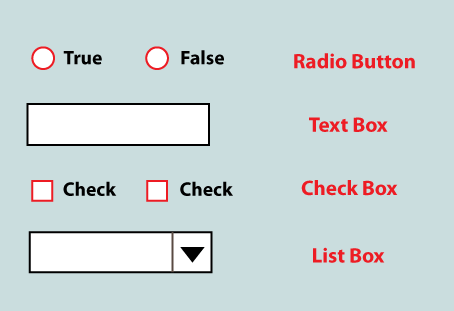 True False Radio Button
Text Box
Check Check Check Box
List Box